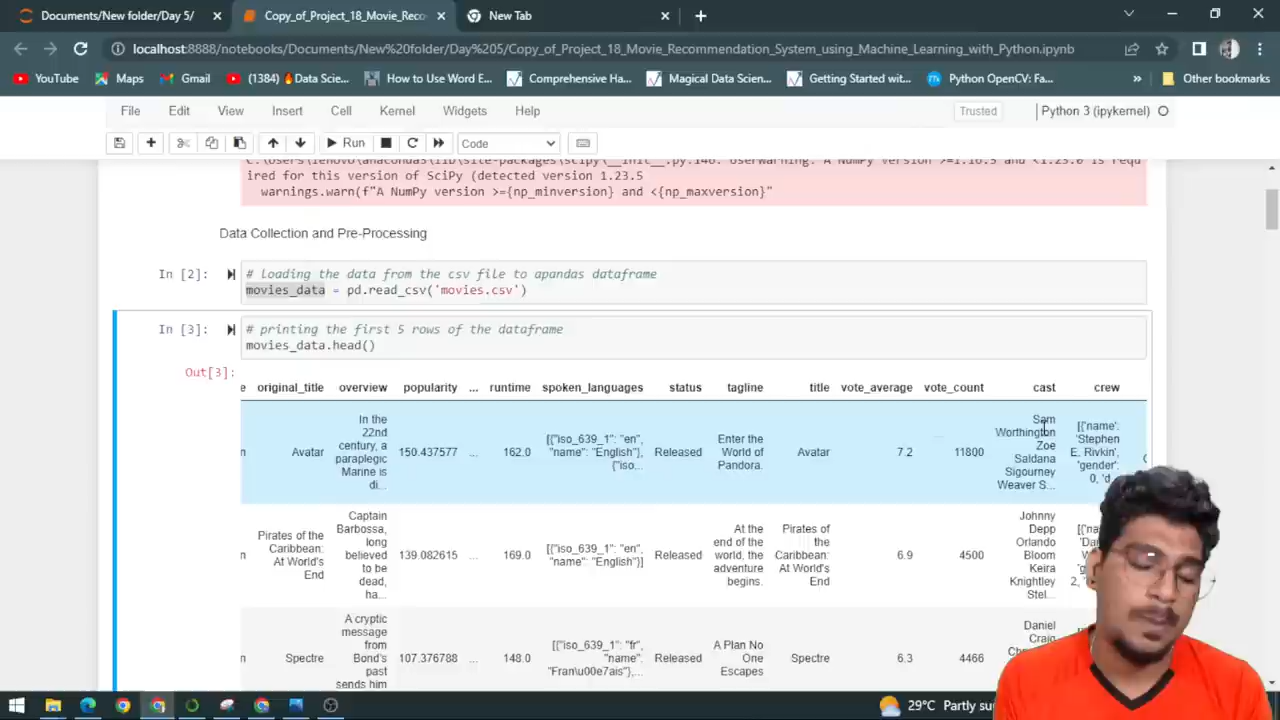 Documents/New folder/Day 5/
Copy_of_Project_18_Movie_Reco
New Tab
localhost:8888/notebooks/Documents/New%20folder/Day%205/Copy_of_Project_18_Movie_Recommendation_System_using_Machine_Learning_with_Python.ipynb
YouTube Maps Gmail (1384) 🔥Data Scie... How to Use Word E... Comprehensive Ha... Magical Data Scien... Getting Started wit... Python OpenCV: Fa... » Other bookmarks
File Edit View Insert Cell Kernel Widgets Help Trusted Python 3 (ipykernel)
Run Code
ired for this version of SciPy (detected version 1.23.5
warnings.warn(f"A NumPy version >={np_minversion} and <{np_maxversion}"
Data Collection and Pre-Processing
In [2]: # loading the data from the csv file to apandas dataframe
movies_data = pd.read_csv('movies.csv')
In [3]: # printing the first 5 rows of the dataframe
movies_data.head()
Out[3]:
e original_title overview popularity ... runtime spoken_languages status tagline title vote_average vote_count cast crew
n Avatar
In the
22nd
century, a
paraplegic
Marine is
di...
150.437577 ... 162.0
[{"iso_639_1": "en",
"name": "English"},
{"iso...
Released
Enter the
World of
Pandora.
Avatar 7.2 11800
Sam
Worthington
Zoe
Saldana
Sigourney
Weaver S...
[{'name':
'Stephen
E. Rivkin',
'gender':
0, 'd...
n
Pirates of the
Caribbean:
At World's
End
Captain
Barbossa,
long
believed
to be
dead,
ha...
139.082615 ... 169.0
[{"iso_639_1": "en",
"name": "English"}]
Released
At the
end of the
world, the
adventure
begins.
Pirates of
the
Caribbean:
At World's
End
6.9 4500
Johnny
Depp
Orlando
Bloom
Keira
Knightley
Stel...
n Spectre
A cryptic
message
from
Bond's
past
sends him
107.376788 ... 148.0
[{"iso_639_1": "fr",
"name":
"Fran\u00e7ais"},...
Released
A Plan No
One
Escapes
Spectre 6.3 4466
Daniel
Craig
29°C Partly su